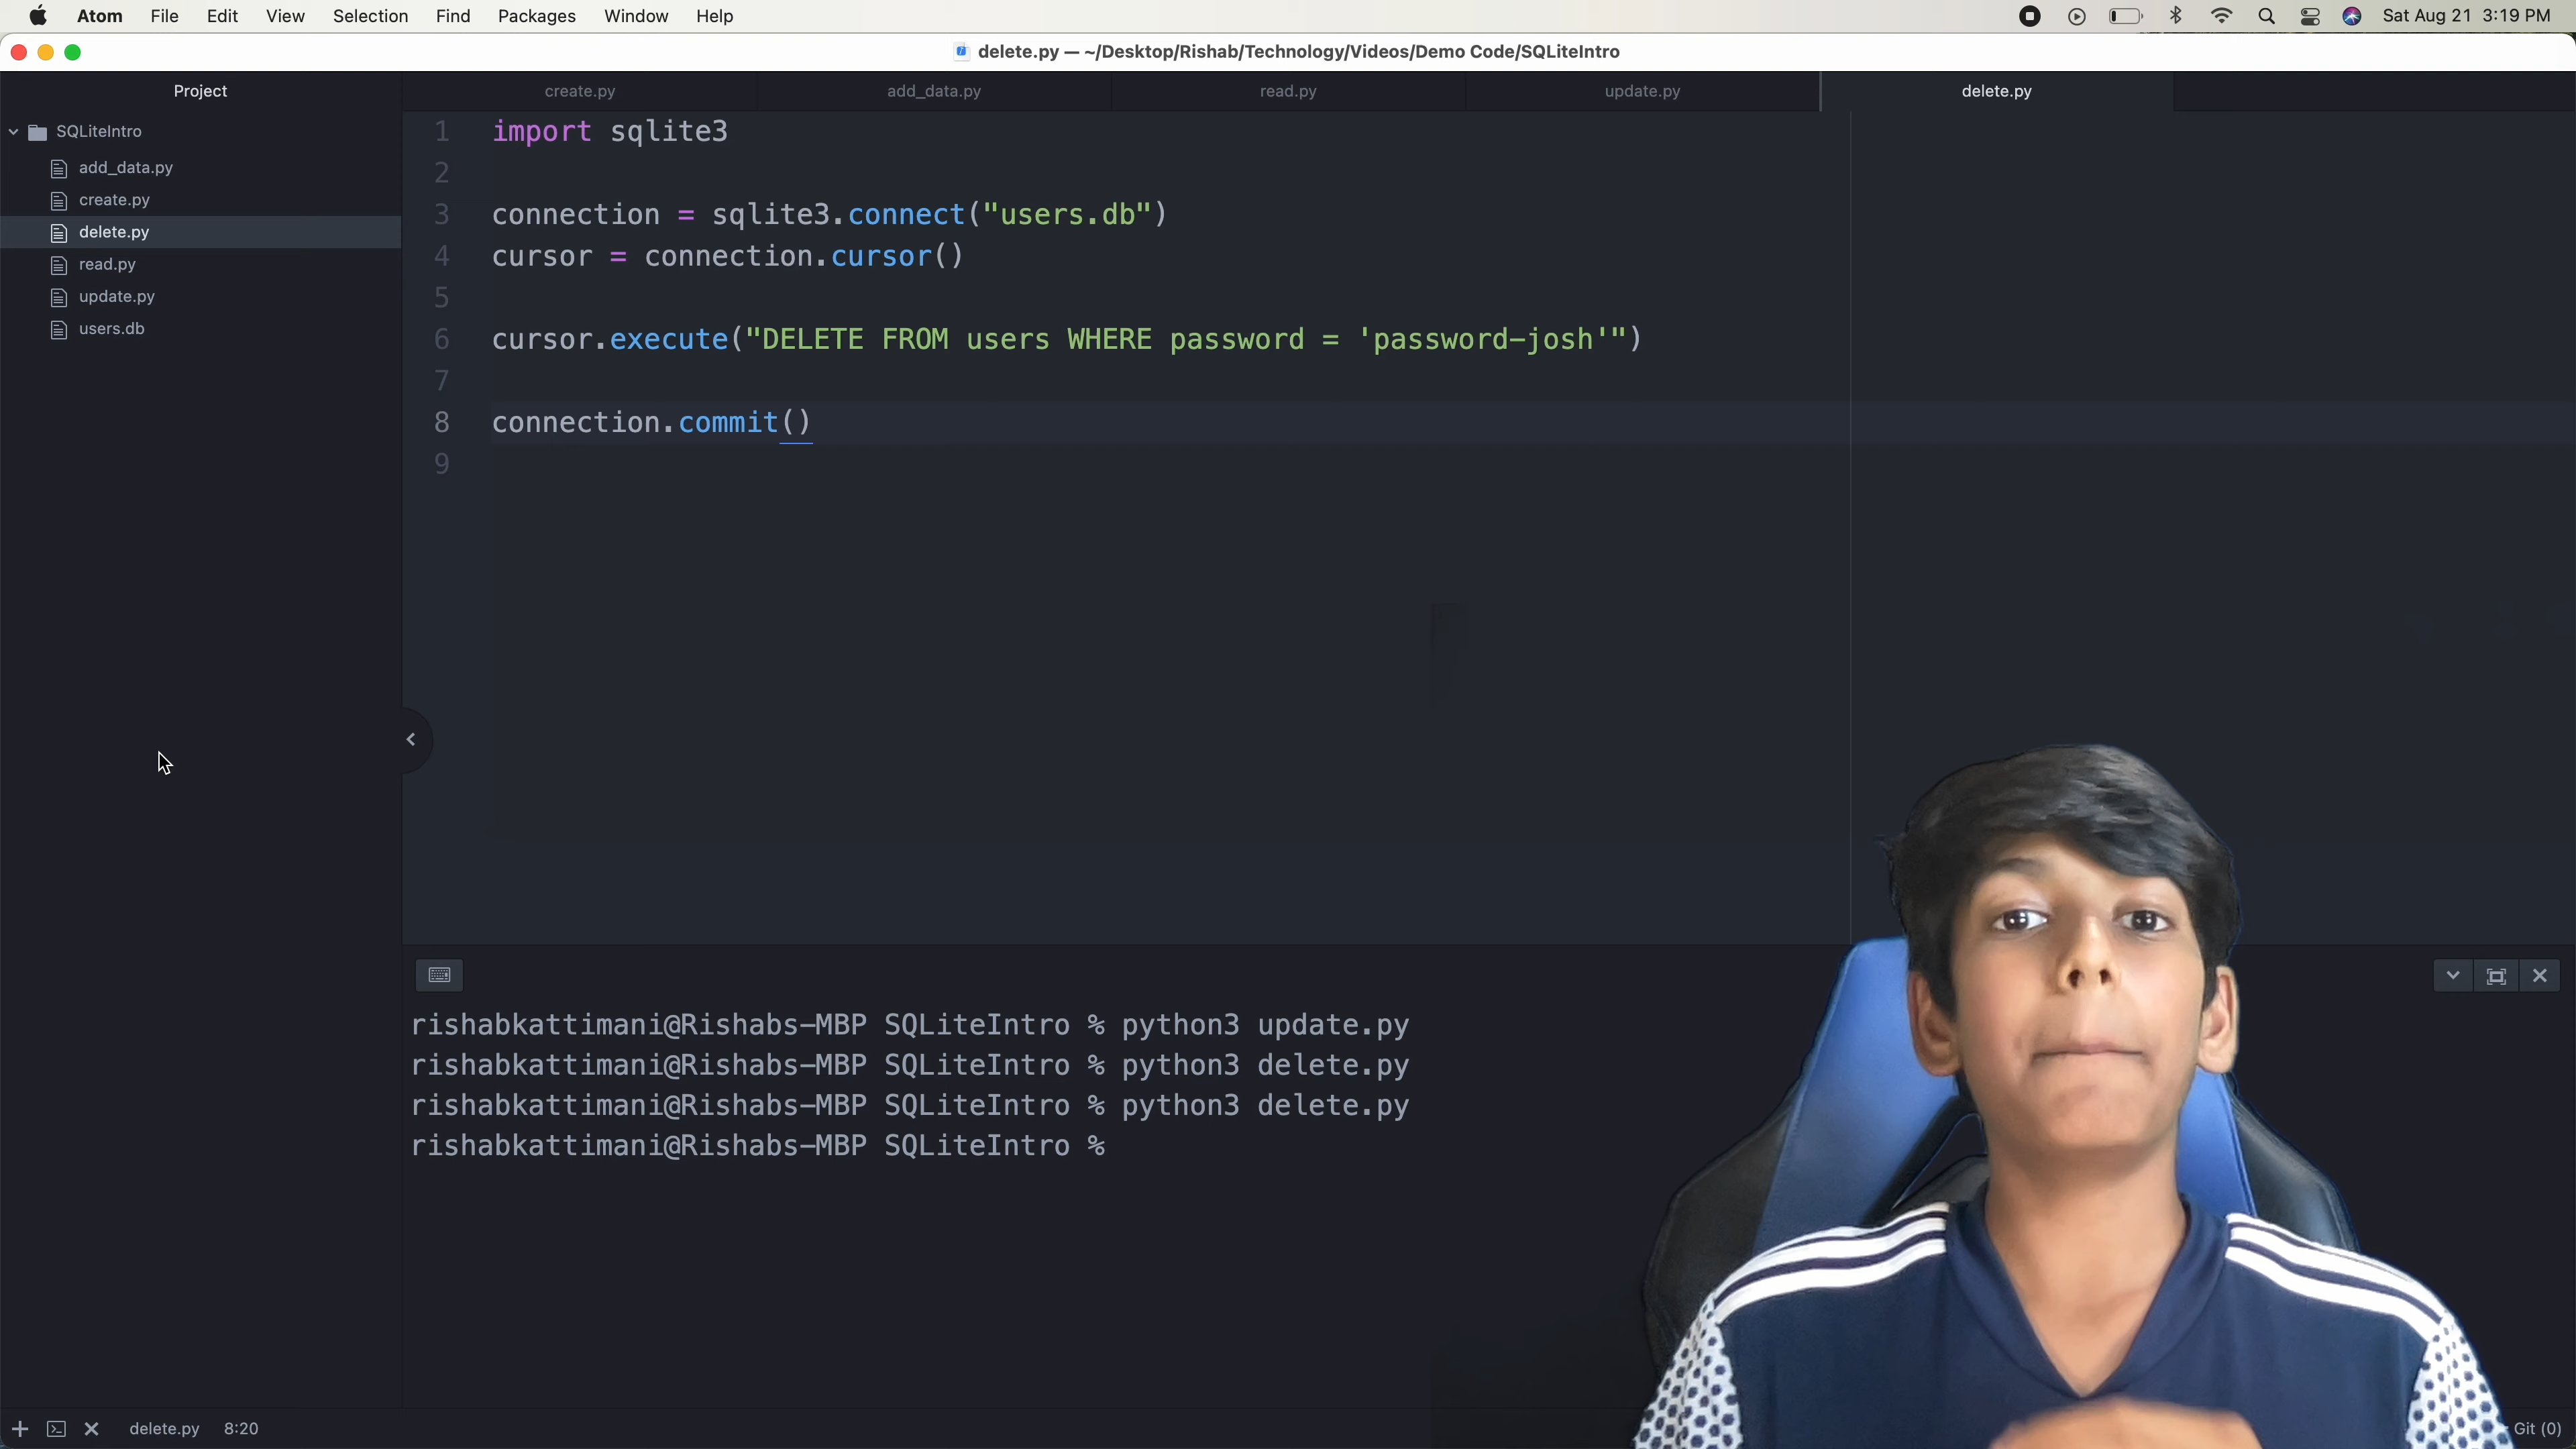 Atom File Edit View Selection Find Packages Window Help Sat Aug 21 3:19 PM
delete.py — ~/Desktop/Rishab/Technology/Videos/Demo Code/SQLiteIntro
Project
create.py add_data.py read.py update.py delete.py
SQLiteIntro
add_data.py
create.py
delete.py
read.py
update.py
users.db
1 import sqlite3
2
3 connection = sqlite3.connect("users.db")
4 cursor = connection.cursor()
5
6 cursor.execute("DELETE FROM users WHERE password = 'password-josh'")
7
8 connection.commit()
9
rishabkattimani@Rishabs-MBP SQLiteIntro % python3 update.py
rishabkattimani@Rishabs-MBP SQLiteIntro % python3 delete.py
rishabkattimani@Rishabs-MBP SQLiteIntro % python3 delete.py
rishabkattimani@Rishabs-MBP SQLiteIntro %
delete.py 8:20 Git (0)